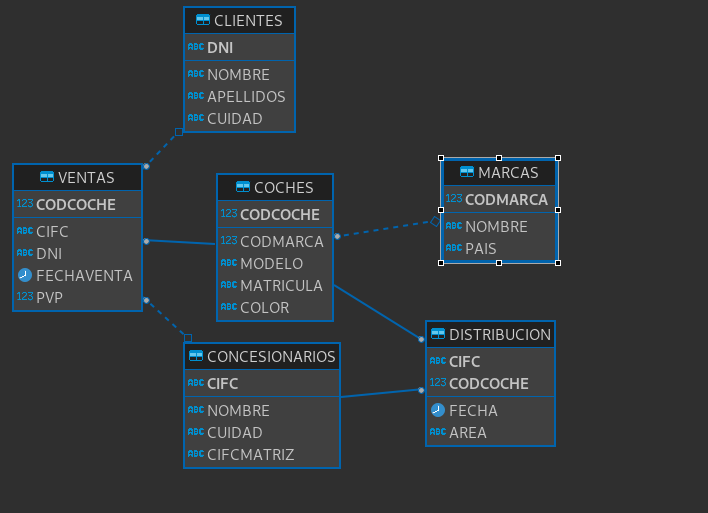 CLIENTES
ABC DNI
ABC NOMBRE
ABC APELLIDOS
ABC CUIDAD
VENTAS
123 CODCOCHE
ABC CIFC
ABC DNI
FECHAVENTA
123 PVP
COCHES
123 CODCOCHE
123 CODMARCA
ABC MODELO
ABC MATRICULA
ABC COLOR
MARCAS
123 CODMARCA
ABC NOMBRE
ABC PAIS
CONCESIONARIOS
ABC CIFC
ABC NOMBRE
ABC CUIDAD
ABC CIFCMATRIZ
DISTRIBUCION
ABC CIFC
123 CODCOCHE
FECHA
ABC AREA